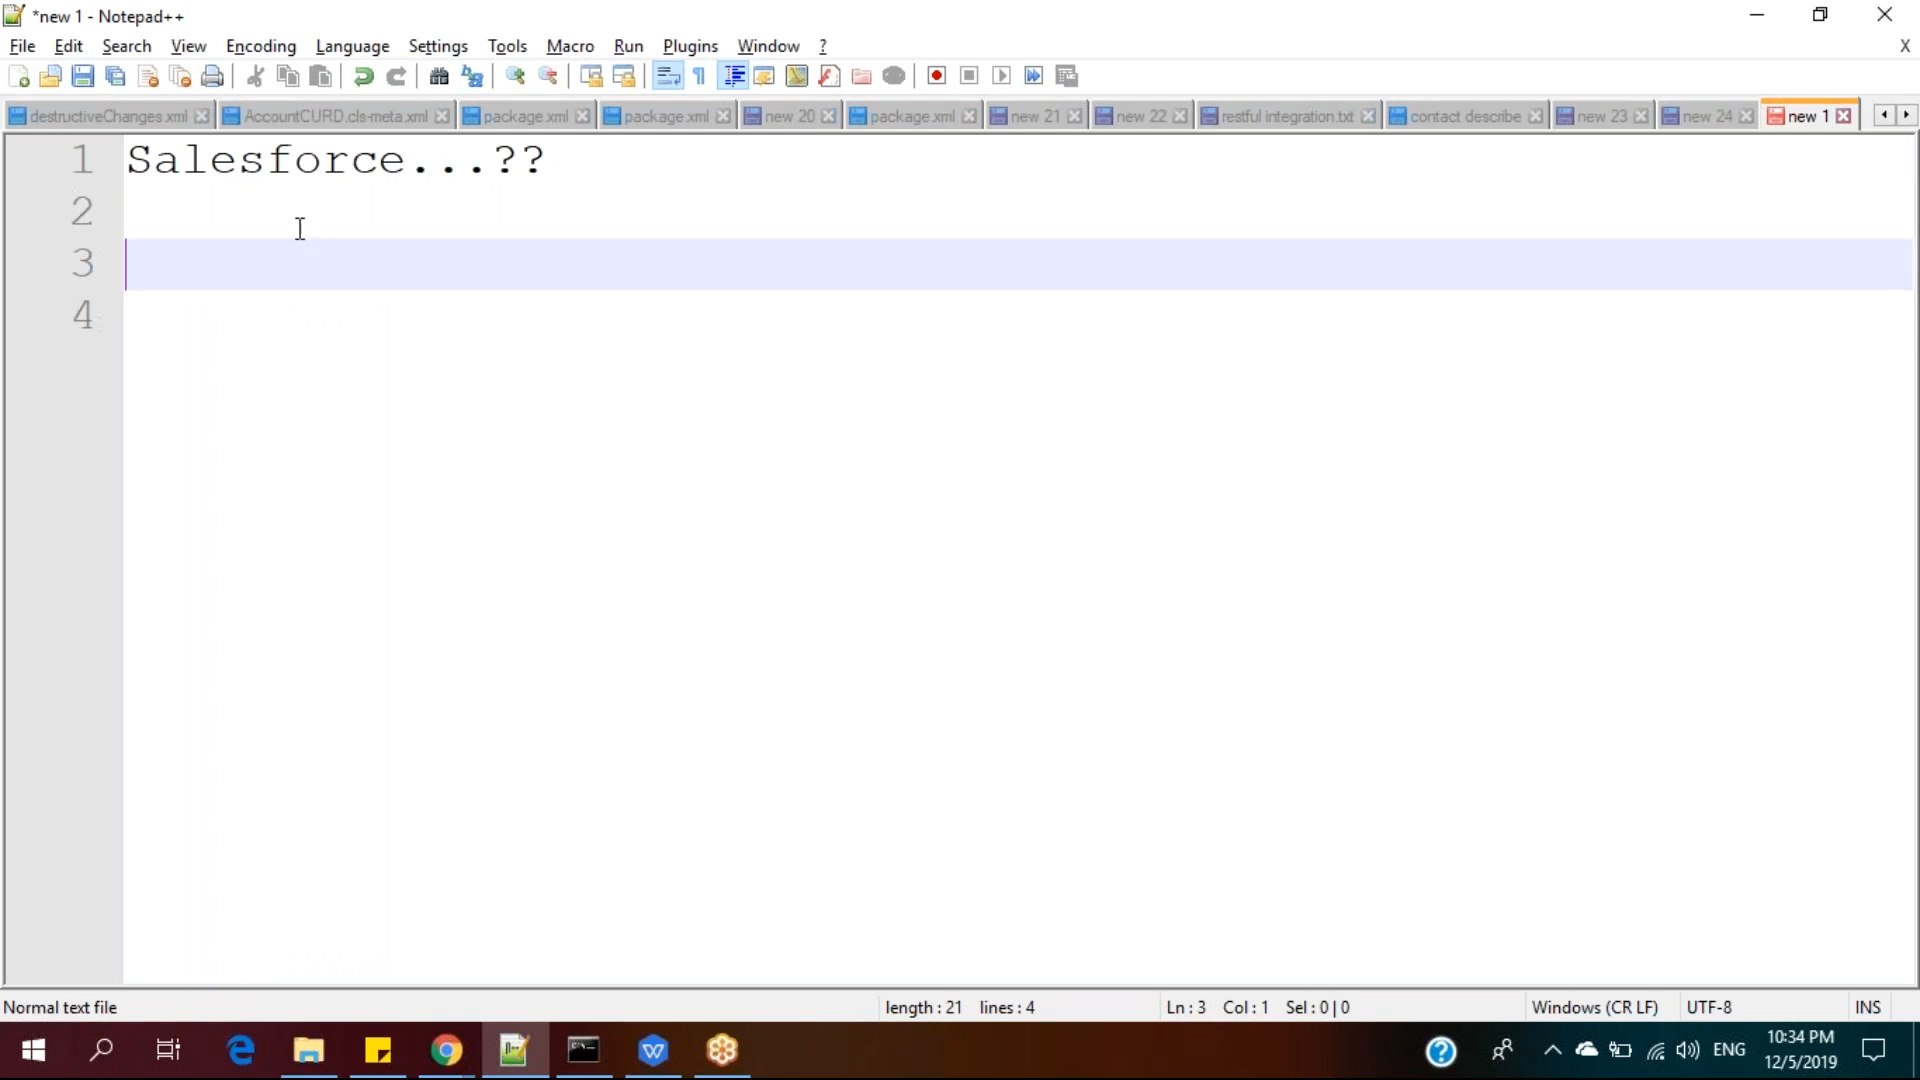 *new 1 - Notepad++
File Edit Search View Encoding Language Settings Tools Macro Run Plugins Window ? X
destructiveChanges.xml AccountCURD.cls-meta.xml package.xml package.xml new 20 package.xml new 21 new 22 restful integration.txt contact describe new 23 new 24 new 1
1 Salesforce...??
2
3
4
Normal text file length : 21 lines : 4 Ln : 3 Col : 1 Sel : 0 | 0 Windows (CR LF) UTF-8 INS
ENG 10:34 PM
12/5/2019